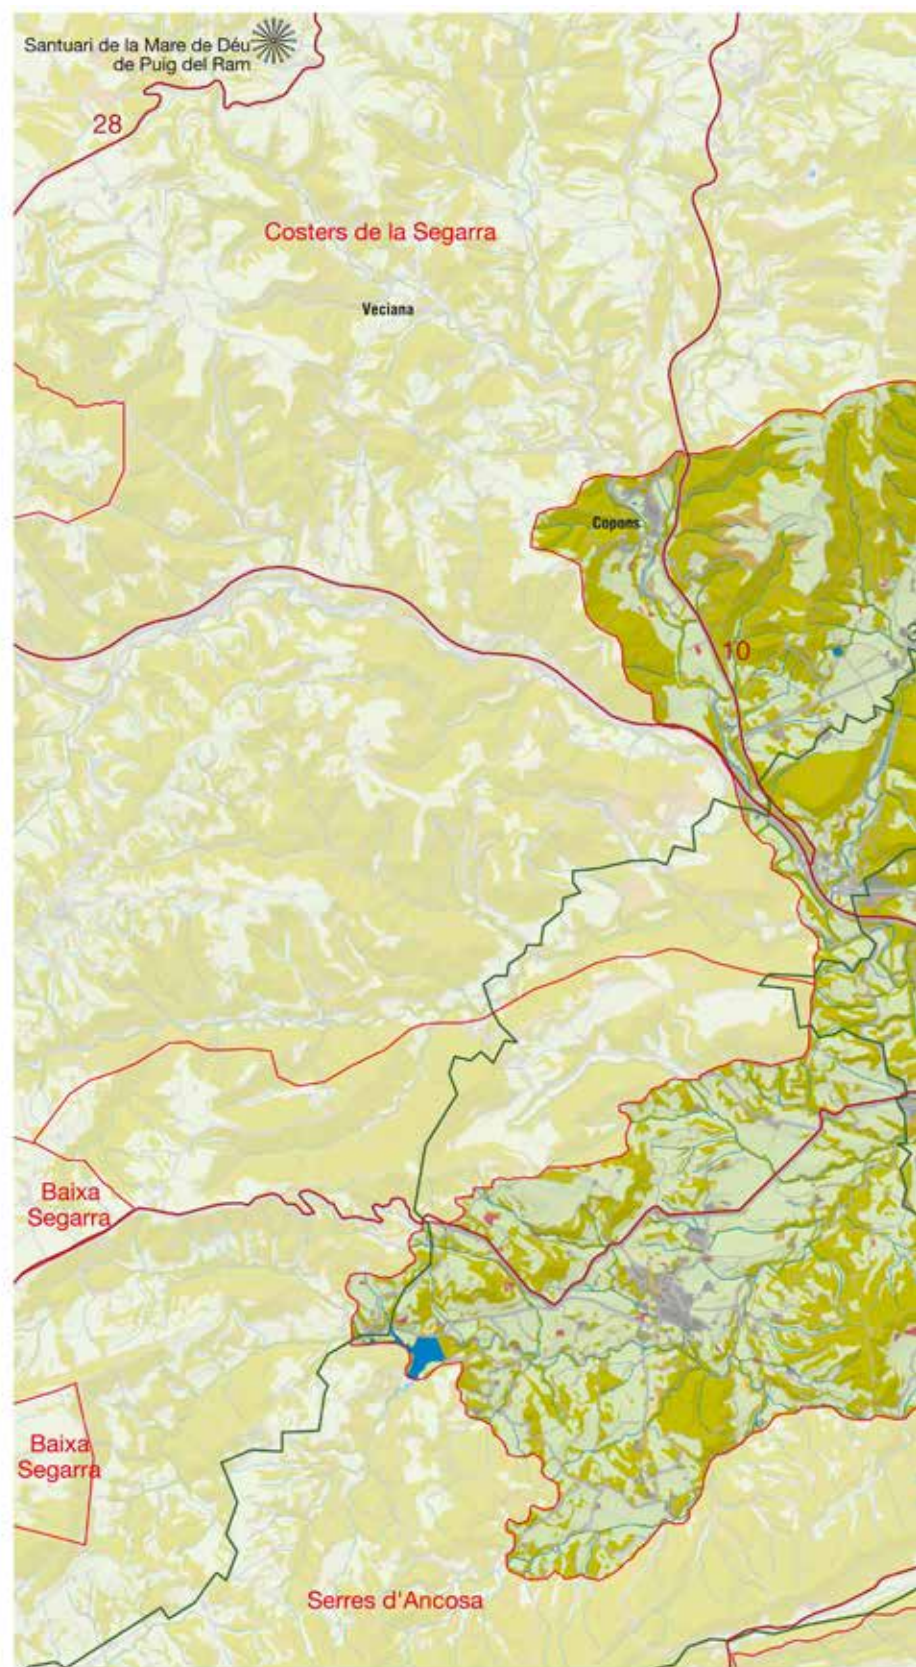 Santuari de la Mare de Déu
de Puig del Ram
28
Costers de la Segarra
Veciana
Copons
10
Baixa
Segarra
Baixa
Segarra
Serres d'Ancosa